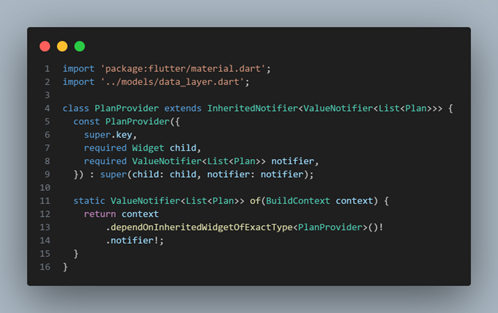 1 import 'package:flutter/material.dart';
2 import '../models/data_layer.dart';
3
4 class PlanProvider extends InheritedNotifier<ValueNotifier<List<Plan>>> {
5   const PlanProvider({
6     super.key,
7     required Widget child,
8     required ValueNotifier<List<Plan>> notifier,
9   }) : super(child: child, notifier: notifier);
10
11   static ValueNotifier<List<Plan>> of(BuildContext context) {
12     return context
13         .dependOnInheritedWidgetOfExactType<PlanProvider>()!
14         .notifier!;
15   }
16 }